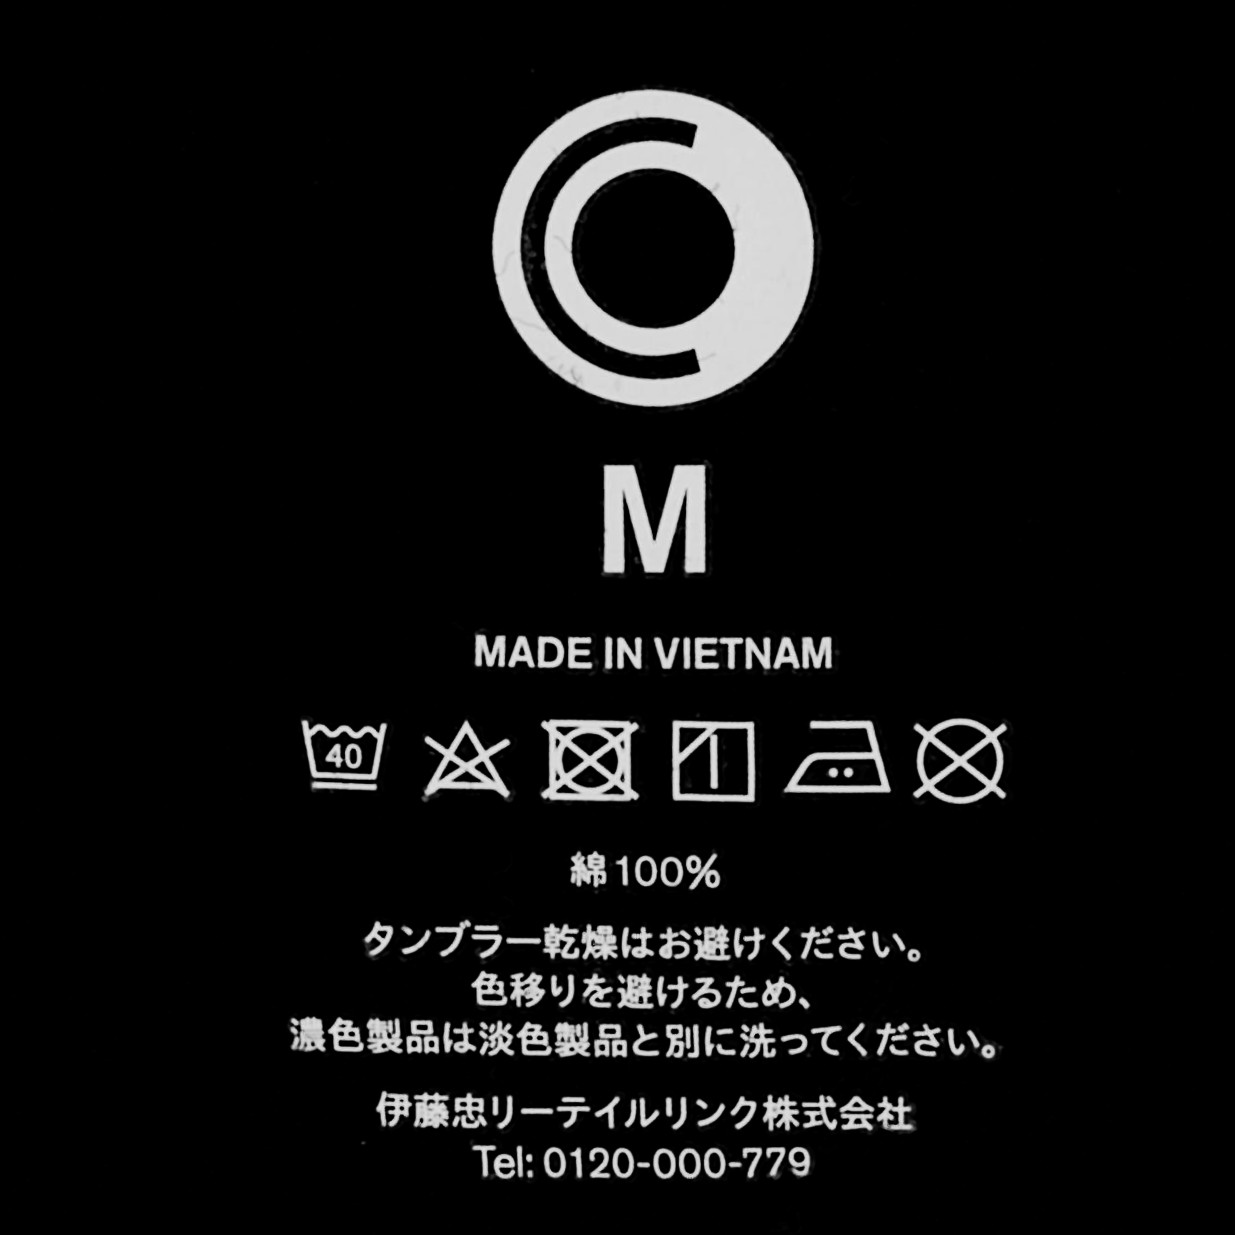 M
MADE IN VIETNAM
40
綿100%
タンブラー乾燥はお避けください。
色移りを避けるため、
濃色製品は淡色製品と別に洗ってください。
伊藤忠リーテイルリンク株式会社
Tel: 0120-000-779